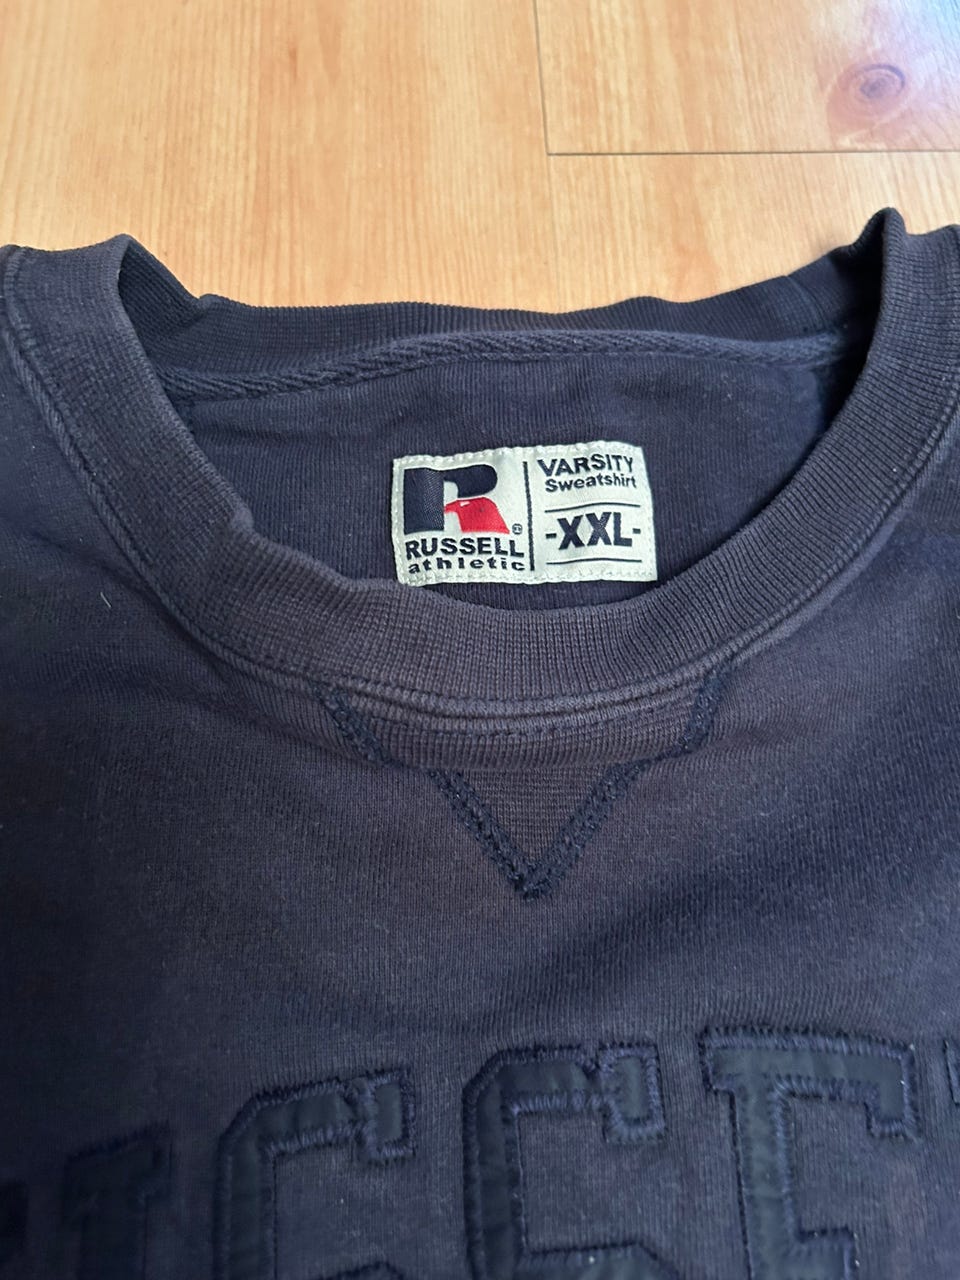 RUSSELL
athletic
VARSITY
Sweatshirt
-XXL-